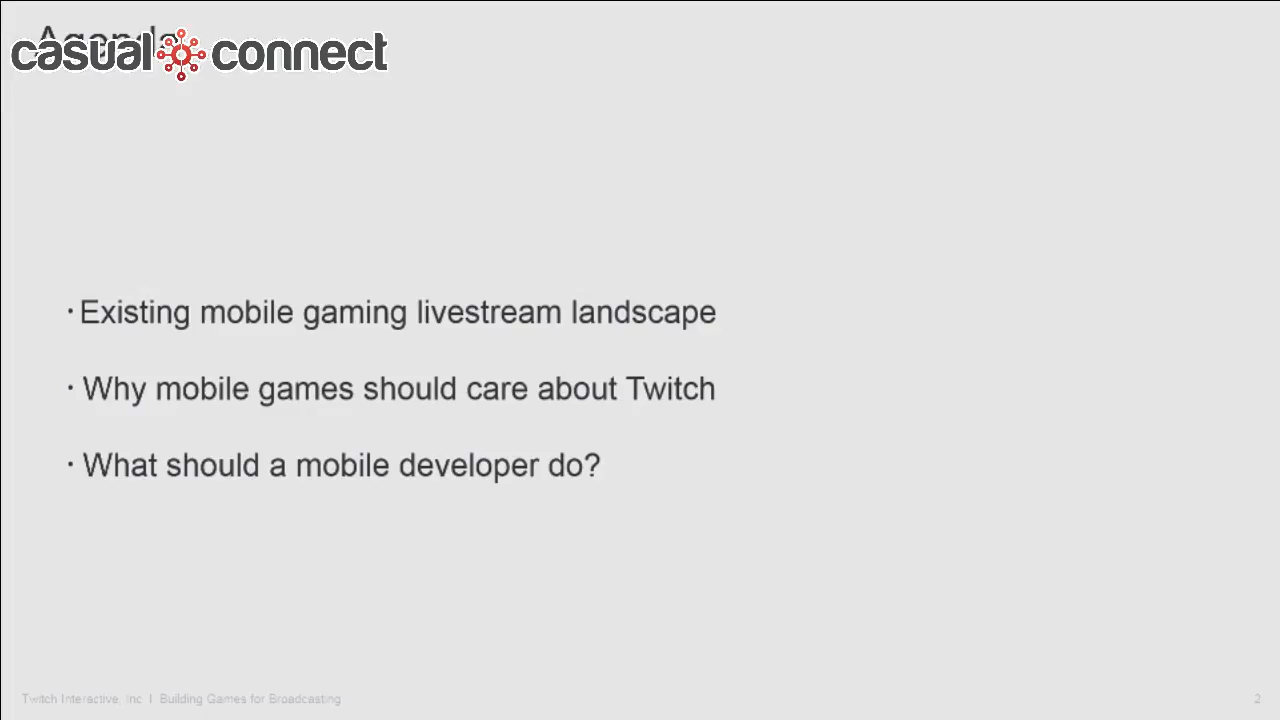 Agenda
casual connect
· Existing mobile gaming livestream landscape
· Why mobile games should care about Twitch
· What should a mobile developer do?
Twitch Interactive, Inc | Building Games for Broadcasting
2